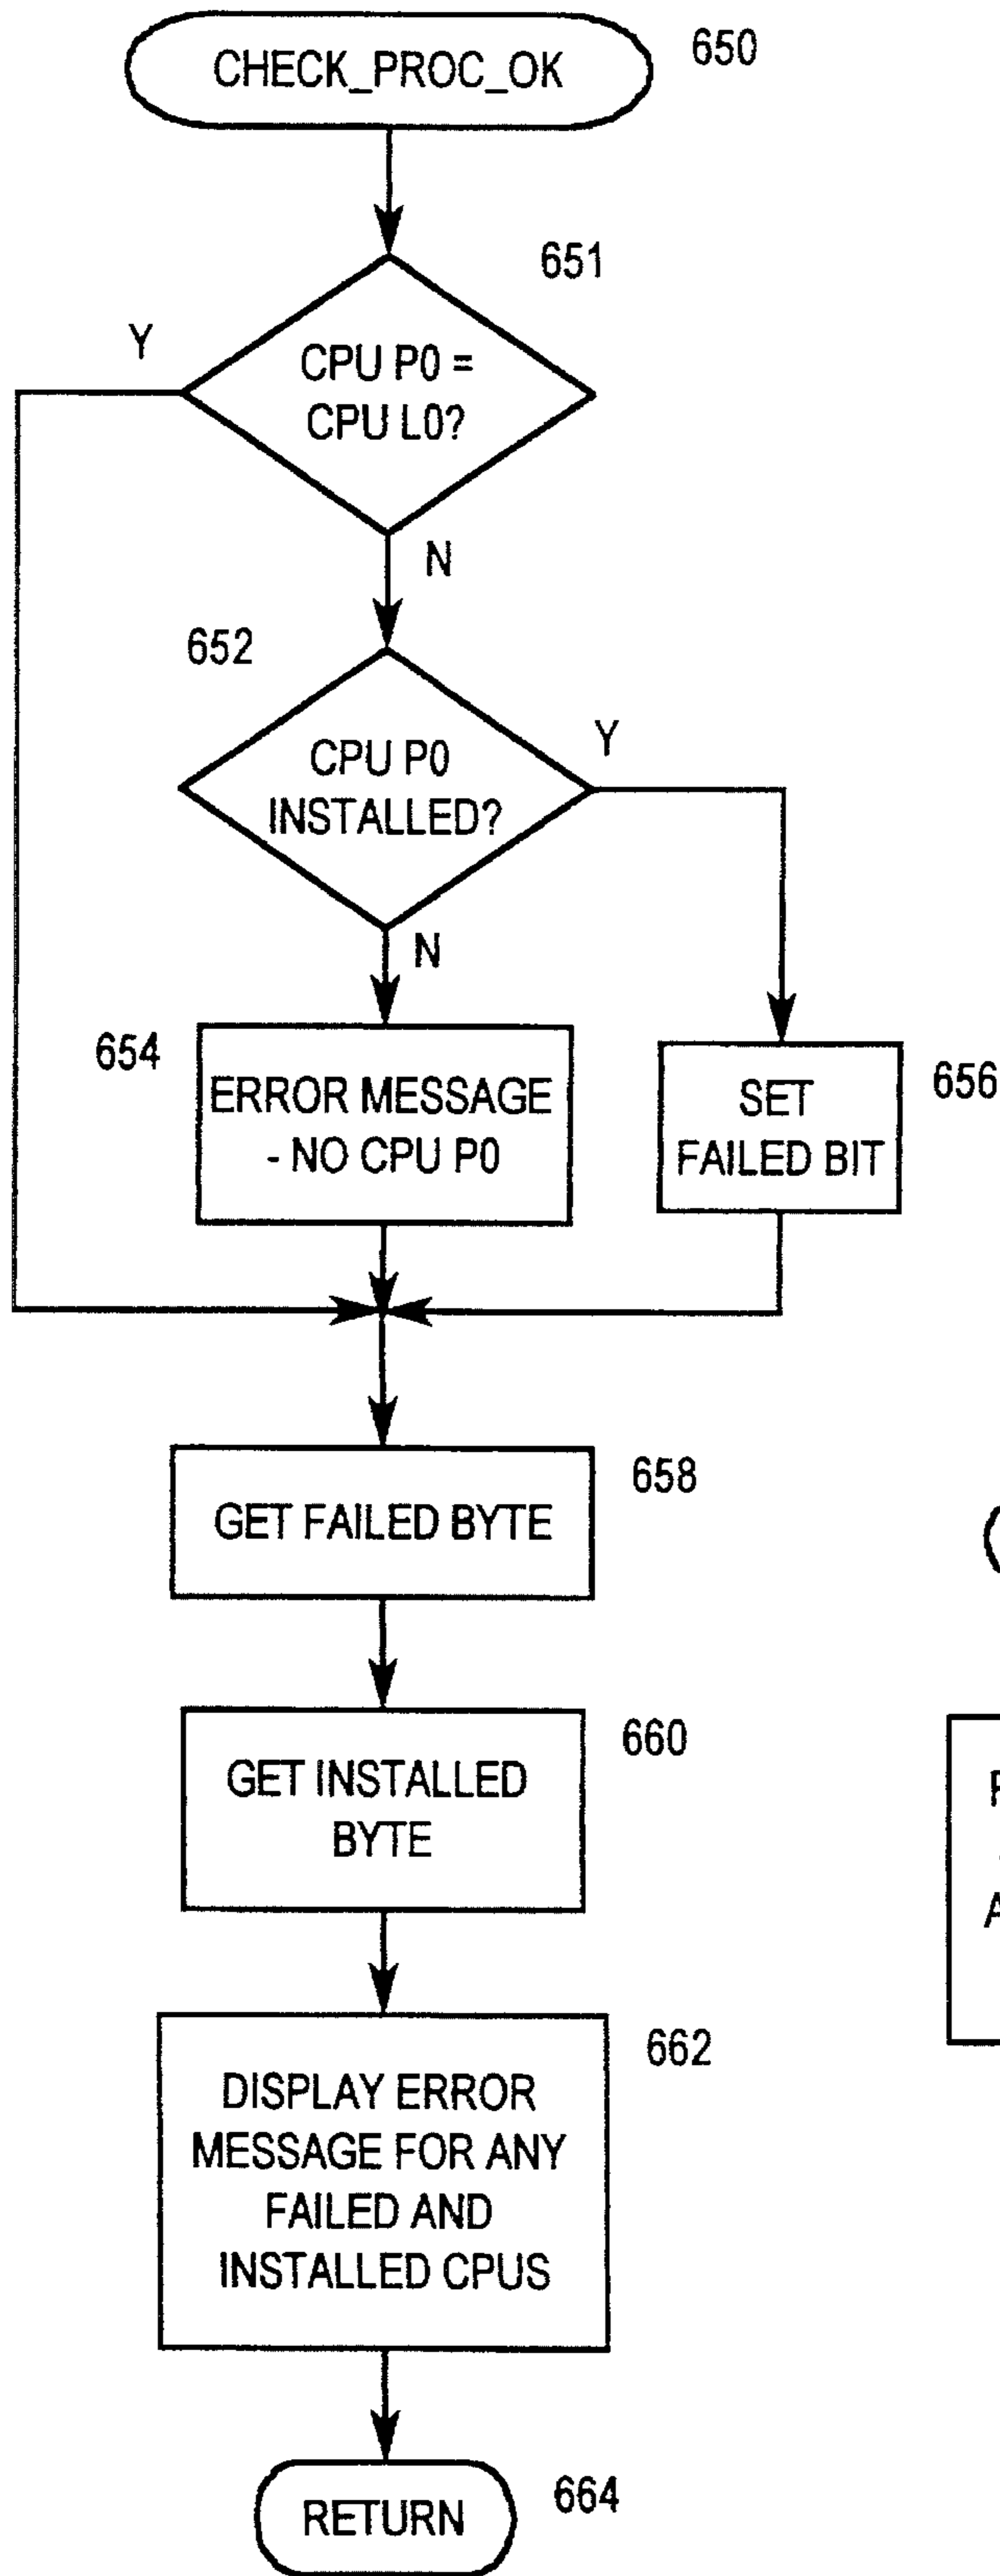 CHECK_PROC_OK
650
651
Y
CPU P0 =
CPU L0?
N
652
CPU P0
INSTALLED?
Y
N
654
ERROR MESSAGE
- NO CPU P0
SET
FAILED BIT
656
GET FAILED BYTE
658
GET INSTALLED
BYTE
660
DISPLAY ERROR
MESSAGE FOR ANY
FAILED AND
INSTALLED CPUS
662
RETURN
664